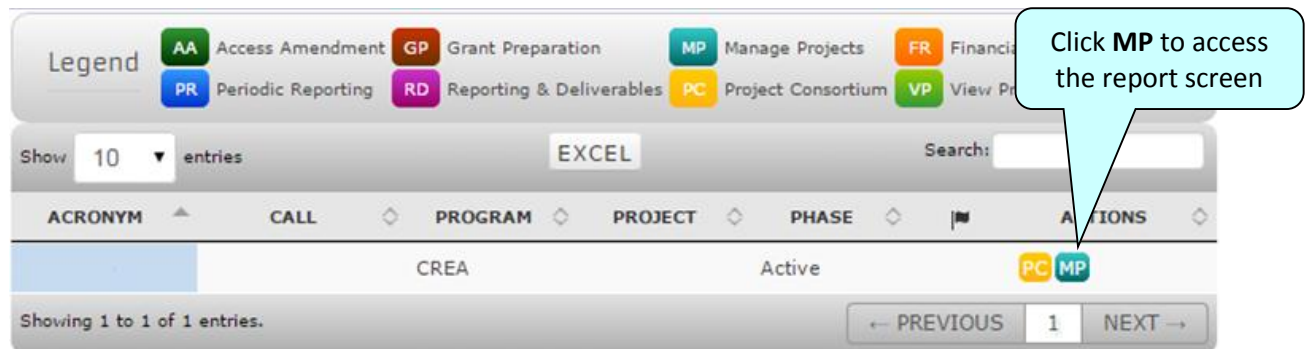 Legend
AA Access Amendment GP Grant Preparation MP Manage Projects FR Financia
PR Periodic Reporting RD Reporting & Deliverables PC Project Consortium VP View Pr
Click MP to access
the report screen
Show 10 entries EXCEL Search:
ACRONYM CALL PROGRAM PROJECT PHASE ACTIONS
CREA Active PC MP
Showing 1 to 1 of 1 entries. ← PREVIOUS 1 NEXT →